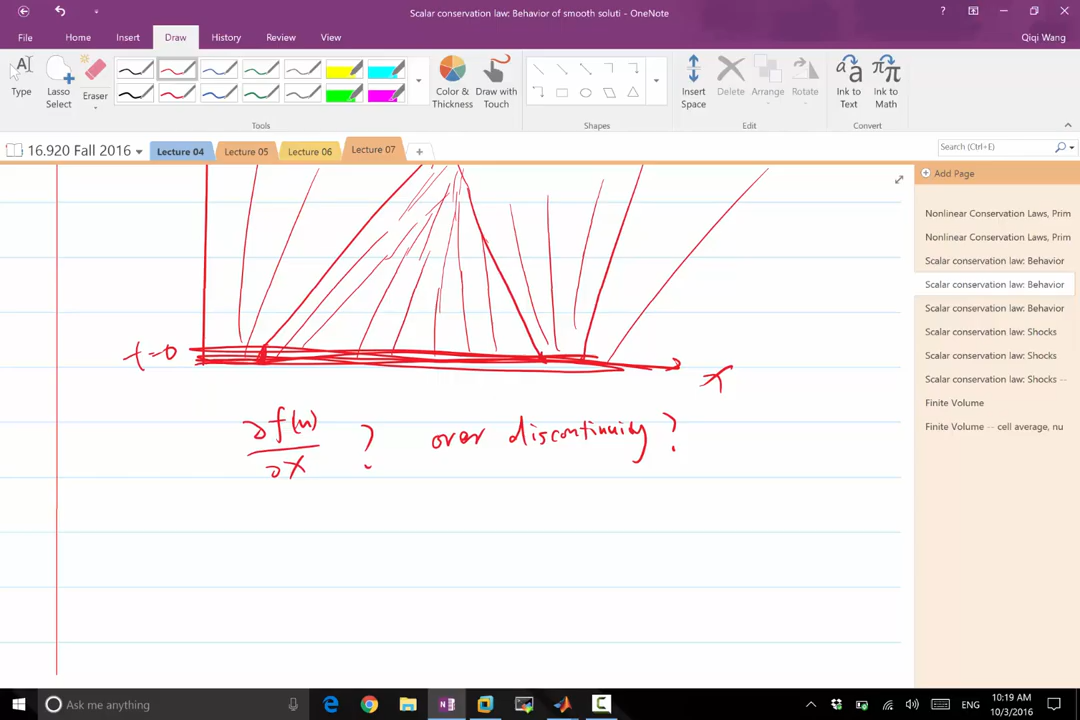 Scalar conservation law: Behavior of smooth soluti - OneNote
?
File Home Insert Draw History Review View
Qiqi Wang
Type
Lasso Select
Eraser
Color & Thickness
Draw with Touch
Insert Space
Delete
Arrange
Rotate
Ink to Text
Ink to Math
Tools
Shapes
Edit
Convert
16.920 Fall 2016
Lecture 04
Lecture 05
Lecture 06
Lecture 07
Search (Ctrl+E)
Add Page
Nonlinear Conservation Laws, Prim
Nonlinear Conservation Laws, Prim
Scalar conservation law: Behavior
Scalar conservation law: Behavior
Scalar conservation law: Behavior
Scalar conservation law: Shocks
Scalar conservation law: Shocks
Scalar conservation law: Shocks --
Finite Volume
Finite Volume -- cell average, nu
t=0
x
∂f(u)
∂x
? over discontinuity ?
Ask me anything
ENG
10:19 AM
10/3/2016